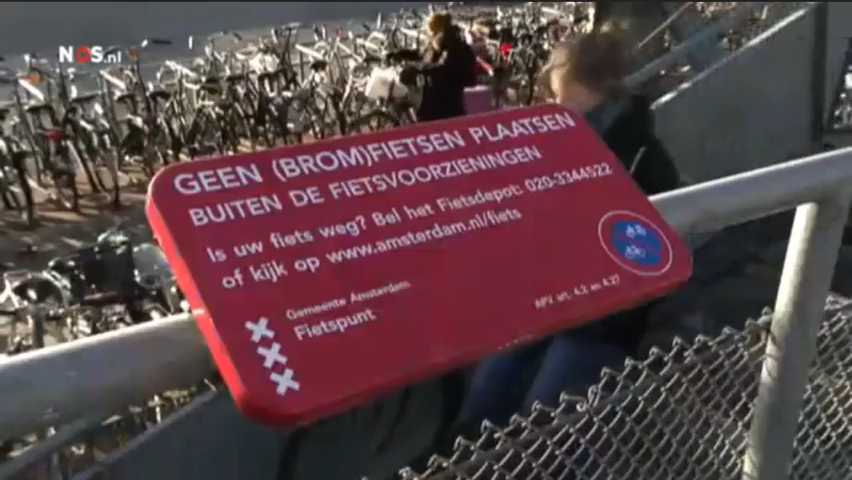 NOS.nl
GEEN (BROM)FIETSEN PLAATSEN
BUITEN DE FIETSVOORZIENINGEN
Is uw fiets weg? Bel het Fietsdepot: 020-3344522
of kijk op www.amsterdam.nl/fiets
Gemeente Amsterdam
Fietspunt
APV art. 4.2. en 4.27